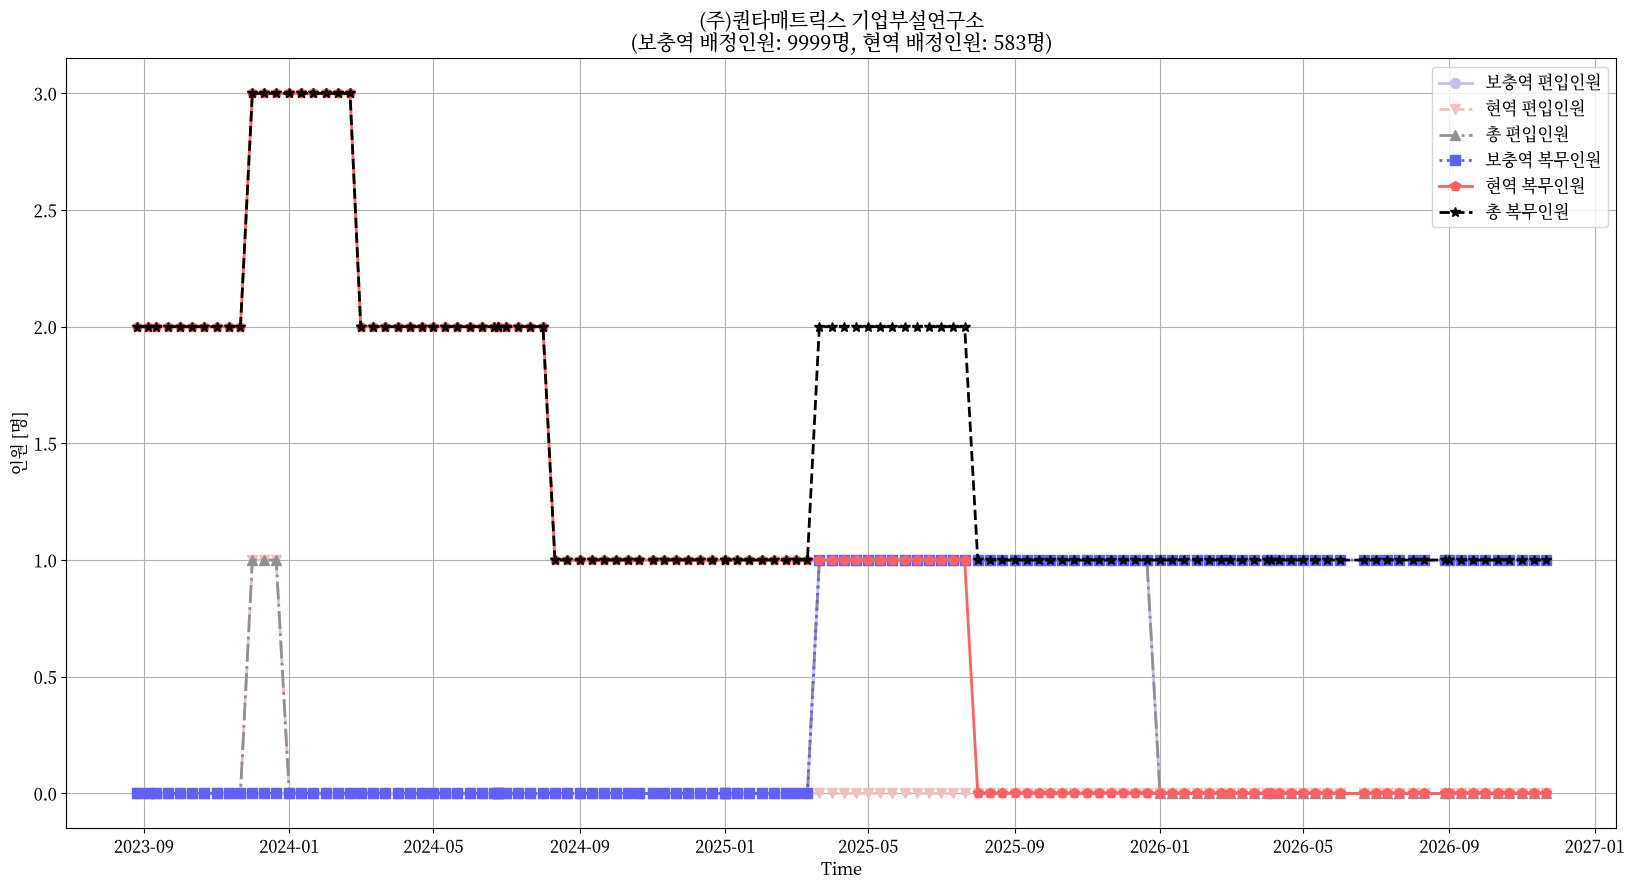 (주)퀀타매트릭스 기업부설연구소
(보충역 배정인원: 9999명, 현역 배정인원: 583명)
보충역 편입인원
현역 편입인원
총 편입인원
보충역 복무인원
현역 복무인원
총 복무인원
인원 [명]
3.0
2.5
2.0
1.5
1.0
0.5
0.0
2023-09 2024-01 2024-05 2024-09 2025-01 2025-05 2025-09 2026-01 2026-05 2026-09 2027-01
Time